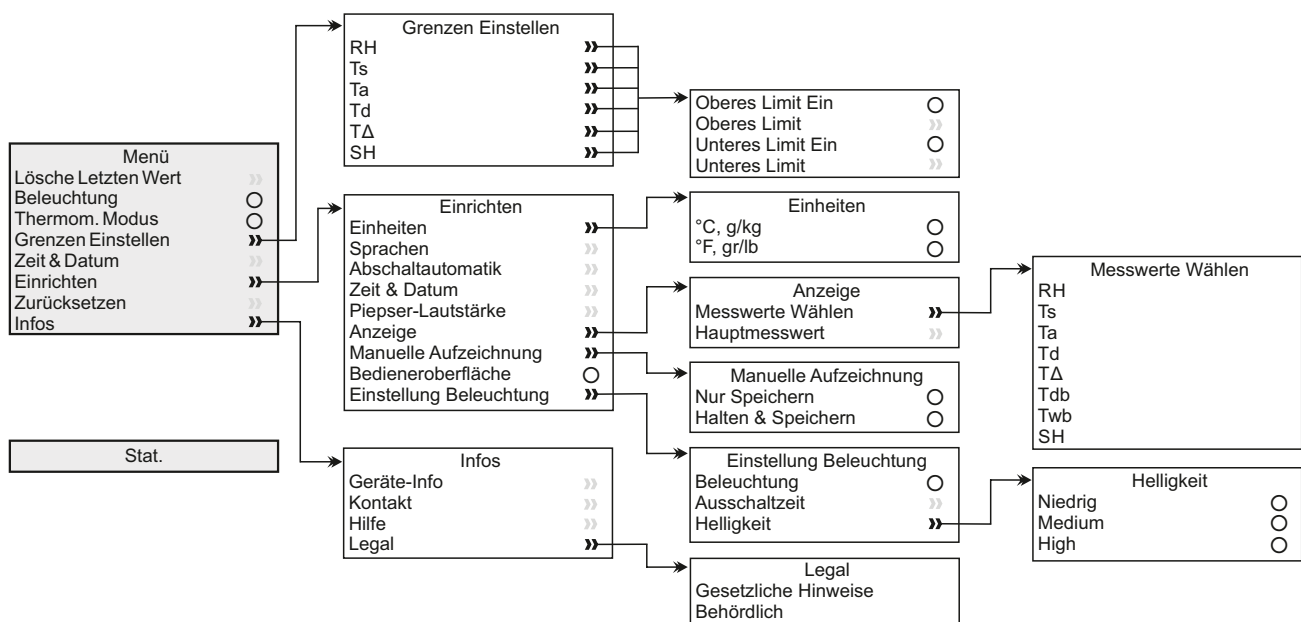 Menü
Lösche Letzten Wert
Beleuchtung
Thermom. Modus
Grenzen Einstellen
Zeit & Datum
Einrichten
Zurücksetzen
Infos
Stat.
Grenzen Einstellen
RH
Ts
Ta
Td
TΔ
SH
Einrichten
Einheiten
Sprachen
Abschaltautomatik
Zeit & Datum
Piepser-Lautstärke
Anzeige
Manuelle Aufzeichnung
Bedieneroberfläche
Einstellung Beleuchtung
Infos
Geräte-Info
Kontakt
Hilfe
Legal
Oberes Limit Ein
Oberes Limit
Unteres Limit Ein
Unteres Limit
Einheiten
°C, g/kg
°F, gr/lb
Anzeige
Messwerte Wählen
Hauptmesswert
Manuelle Aufzeichnung
Nur Speichern
Halten & Speichern
Einstellung Beleuchtung
Beleuchtung
Ausschaltzeit
Helligkeit
Legal
Gesetzliche Hinweise
Behördlich
Messwerte Wählen
RH
Ts
Ta
Td
TΔ
Tdb
Twb
SH
Helligkeit
Niedrig
Medium
High